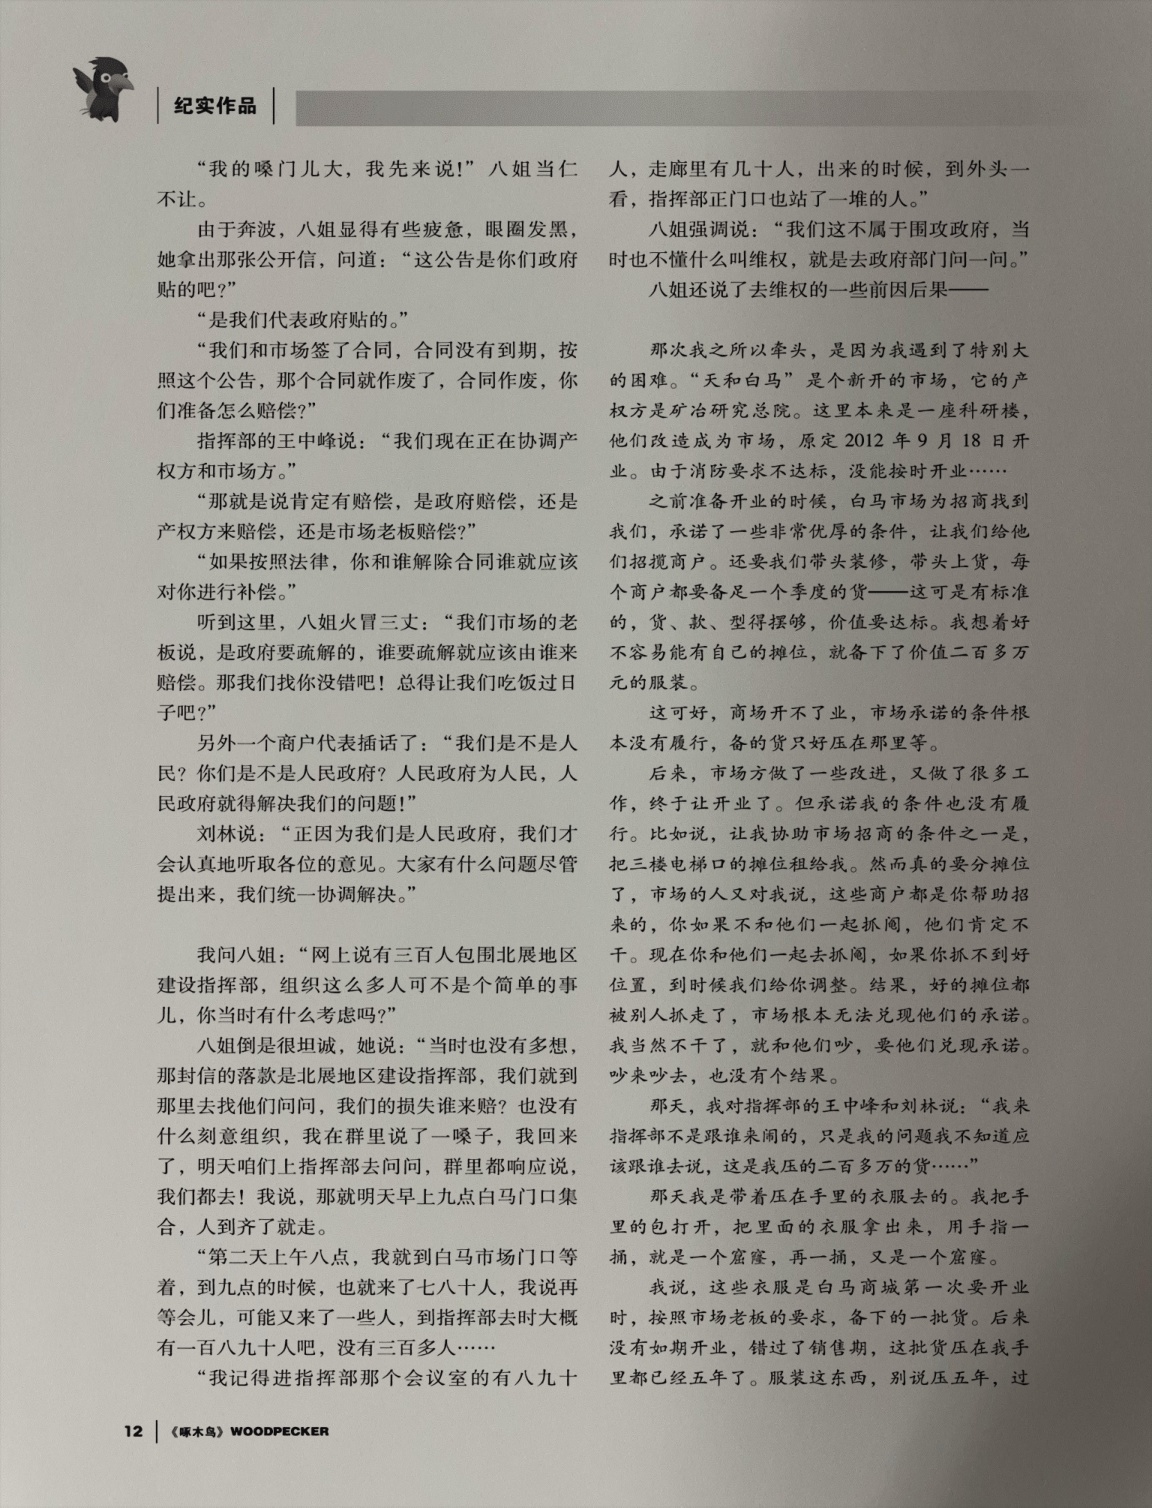 纪实作品
“我的嗓门儿大，我先来说！”八姐当仁
不让。
由于奔波，八姐显得有些疲惫，眼圈发黑，
她拿出那张公开信，问道：“这公告是你们政府
贴的吧？”
“是我们代表政府贴的。”
“我们和市场签了合同，合同没有到期，按
照这个公告，那个合同就作废了，合同作废，你
们准备怎么赔偿？”
指挥部的王中峰说：“我们现在正在协调产
权方和市场方。”
“那就是说肯定有赔偿，是政府赔偿，还是
产权方来赔偿，还是市场老板赔偿？”
“如果按照法律，你和谁解除合同谁就应该
对你进行补偿。”
听到这里，八姐火冒三丈：“我们市场的老
板说，是政府要疏解的，谁要疏解就应该由谁来
赔偿。那我们找你没错吧！总得让我们吃饭过日
子吧？”
另外一个商户代表插话了：“我们是不是人
民？你们是不是人民政府？人民政府为人民，人
民政府就得解决我们的问题！”
刘林说：“正因为我们是人民政府，我们才
会认真地听取各位的意见。大家有什么问题尽管
提出来，我们统一协调解决。”
我问八姐：“网上说有三百人包围北展地区
建设指挥部，组织这么多人可不是个简单的事
儿，你当时有什么考虑吗？”
八姐倒是很坦诚，她说：“当时也没有多想，
那封信的落款是北展地区建设指挥部，我们就到
那里去找他们问问，我们的损失谁来赔？也没有
什么刻意组织，我在群里说了一嗓子，我回来
了，明天咱们上指挥部去问问，群里都响应说，
我们都去！我说，那就明天早上九点白马门口集
合，人到齐了就走。
“第二天上午八点，我就到白马市场门口等
着，到九点的时候，也就来了七八十人，我说再
等会儿，可能又来了一些人，到指挥部去时大概
有一百八九十人吧，没有三百多人……
“我记得进指挥部那个会议室的有八九十
人，走廊里有几十人，出来的时候，到外头一
看，指挥部正门口也站了一堆的人。”
八姐强调说：“我们这不属于围攻政府，当
时也不懂什么叫维权，就是去政府部门问一问。”
八姐还说了去维权的一些前因后果——
那次我之所以牵头，是因为我遇到了特别大
的困难。“天和白马”是个新开的市场，它的产
权方是矿冶研究总院。这里本来是一座科研楼，
他们改造成为市场，原定 2012 年 9 月 18 日开
业。由于消防要求不达标，没能按时开业……
之前准备开业的时候，白马市场为招商找到
我们，承诺了一些非常优厚的条件，让我们给他
们招揽商户。还要我们带头装修，带头上货，每
个商户都要备足一个季度的货——这可是有标准
的，货、款、型得摆够，价值要达标。我想着好
不容易能有自己的摊位，就备下了价值二百多万
元的服装。
这可好，商场开不了业，市场承诺的条件根
本没有履行，备的货只好压在那里等。
后来，市场方做了一些改进，又做了很多工
作，终于让开业了。但承诺我的条件也没有履
行。比如说，让我协助市场招商的条件之一是，
把三楼电梯口的摊位租给我。然而真的要分摊位
了，市场的人又对我说，这些商户都是你帮助招
来的，你如果不和他们一起抓阄，他们肯定不
干。现在你和他们一起去抓阄，如果你抓不到好
位置，到时候我们给你调整。结果，好的摊位都
被别人抓走了，市场根本无法兑现他们的承诺。
我当然不干了，就和他们吵，要他们兑现承诺。
吵来吵去，也没有个结果。
那天，我对指挥部的王中峰和刘林说：“我来
指挥部不是跟谁来闹的，只是我的问题我不知道应
该跟谁去说，这是我压的二百多万的货……”
那天我是带着压在手里的衣服去的。我把手
里的包打开，把里面的衣服拿出来，用手指一
捅，就是一个窟窿，再一捅，又是一个窟窿。
我说，这些衣服是白马商城第一次要开业
时，按照市场老板的要求，备下的一批货。后来
没有如期开业，错过了销售期，这批货压在我手
里都已经五年了。服装这东西，别说压五年，过
12 《啄木鸟》WOODPECKER